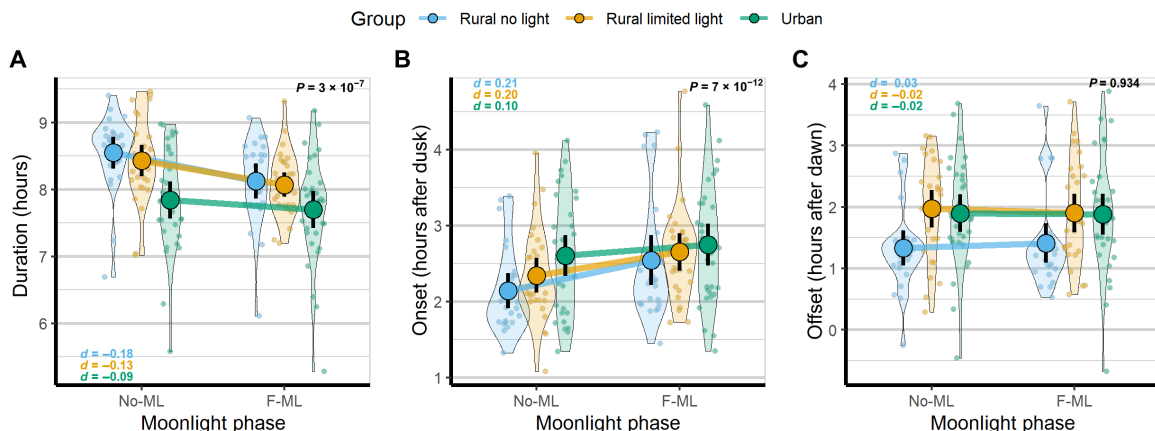 Group Rural no light Rural limited light Urban
A
Duration (hours)
9
8
7
6
P = 3 × 10⁻⁷
d = −0.18
d = −0.13
d = −0.09
No-ML F-ML
Moonlight phase
B
Onset (hours after dusk)
4
3
2
1
d = 0.21
d = 0.20
d = 0.10
P = 7 × 10⁻¹²
No-ML F-ML
Moonlight phase
C
Offset (hours after dawn)
4
3
2
1
0
d = 0.03
d = −0.02
d = −0.02
P = 0.934
No-ML F-ML
Moonlight phase